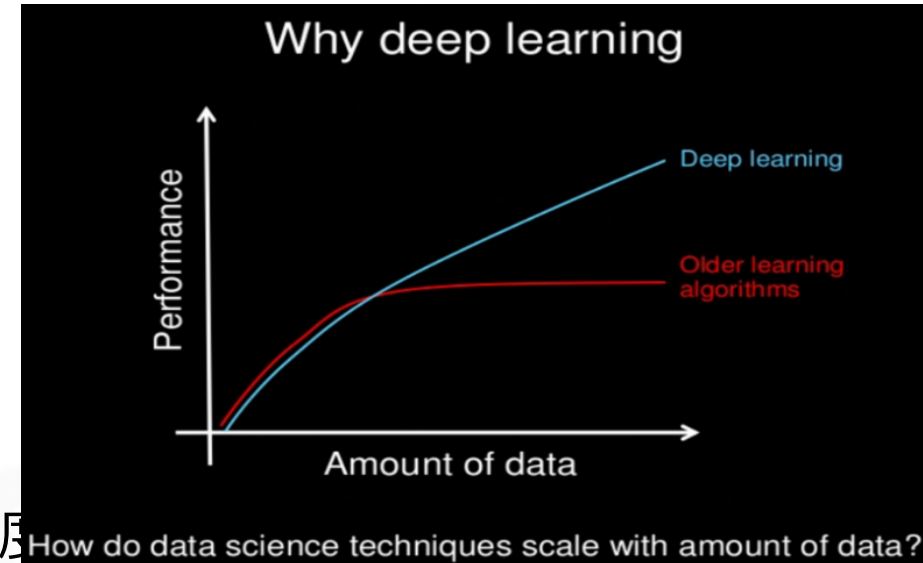 Why deep learning
Performance
Deep learning
Older learning
algorithms
Amount of data
How do data science techniques scale with amount of data?